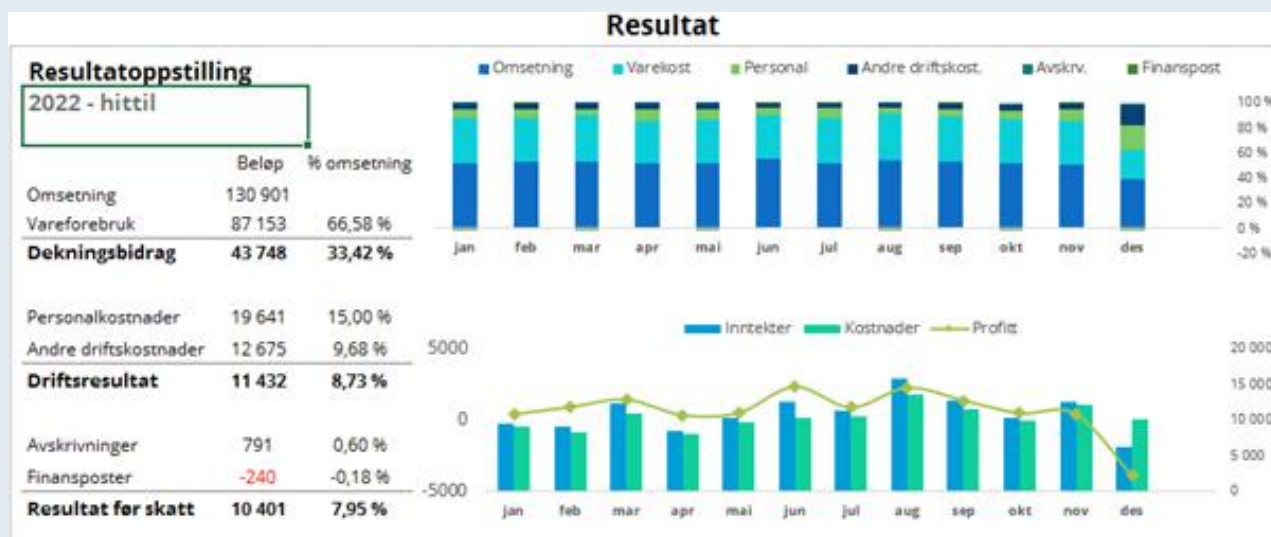 Resultat
Resultatoppstilling
2022 - hittil
Beløp % omsetning
Omsetning 130 901
Vareforebruk 87 153 66,58 %
Dekningsbidrag 43 748 33,42 %
Personalkostnader 19 641 15,00 %
Andre driftskostnader 12 675 9,68 %
Driftsresultat 11 432 8,73 %
Avskrivninger 791 0,60 %
Finansposter -240 -0,18 %
Resultat før skatt 10 401 7,95 %
Omsetning Varekost Personal Andre driftskost. Avskrv. Finanspost
100 %
80 %
60 %
40 %
20 %
0 %
-20 %
jan feb mar apr mai jun jul aug sep okt nov des
Inntekter Kostnader Profitt
5000 20 000
15 000
0 10 000
5 000
-5000 0
jan feb mar apr mai jun jul aug sep okt nov des